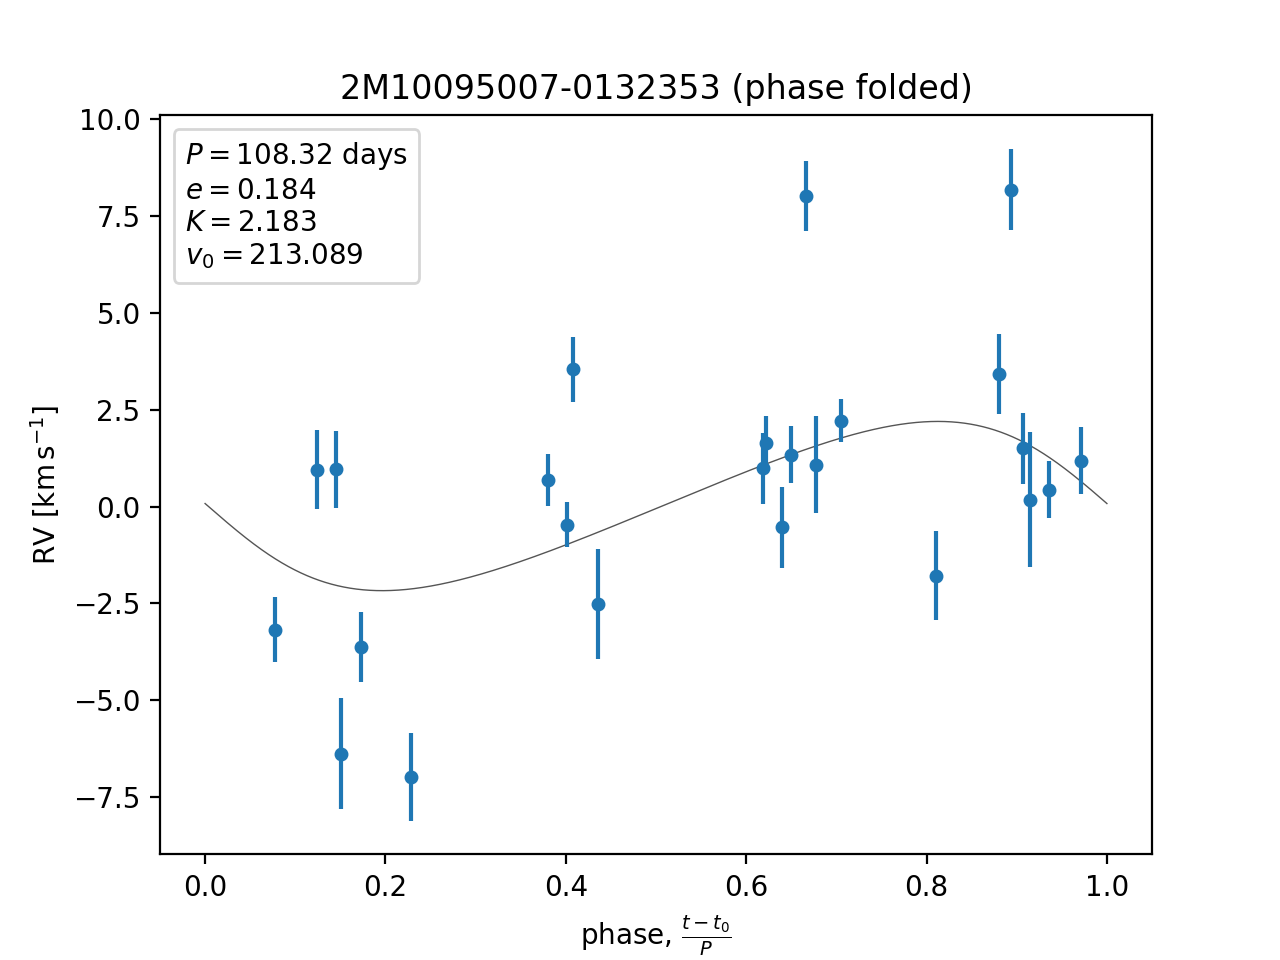 2M10095007-0132353 (phase folded)
P = 108.32 days
e = 0.184
K = 2.183
v₀ = 213.089
10.0
7.5
5.0
2.5
0.0
−2.5
−5.0
−7.5
RV [km s⁻¹]
0.0 0.2 0.4 0.6 0.8 1.0
phase, (t − t₀)/P